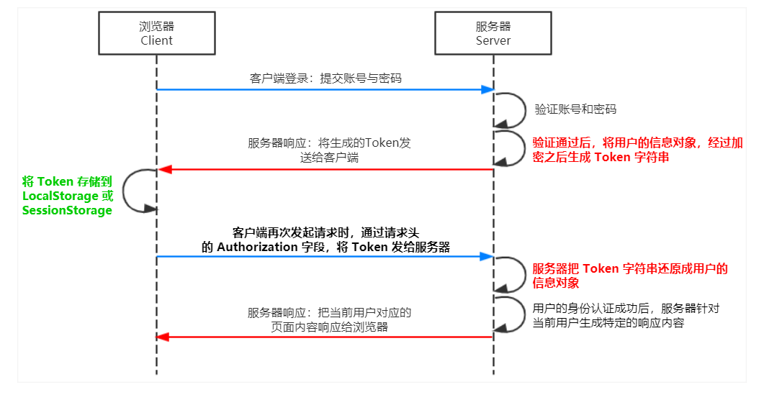 浏览器
Client
服务器
Server
客户端登录：提交账号与密码
验证账号和密码
服务器响应：将生成的Token发
送给客户端
验证通过后，将用户的信息对象，经过加
密之后生成 Token 字符串
将 Token 存储到
LocalStorage 或
SessionStorage
客户端再次发起请求时，通过请求头
的 Authorization 字段，将 Token 发给服务器
服务器把 Token 字符串还原成用户的
信息对象
服务器响应：把当前用户对应的
页面内容响应给浏览器
用户的身份认证成功后，服务器针对
当前用户生成特定的响应内容